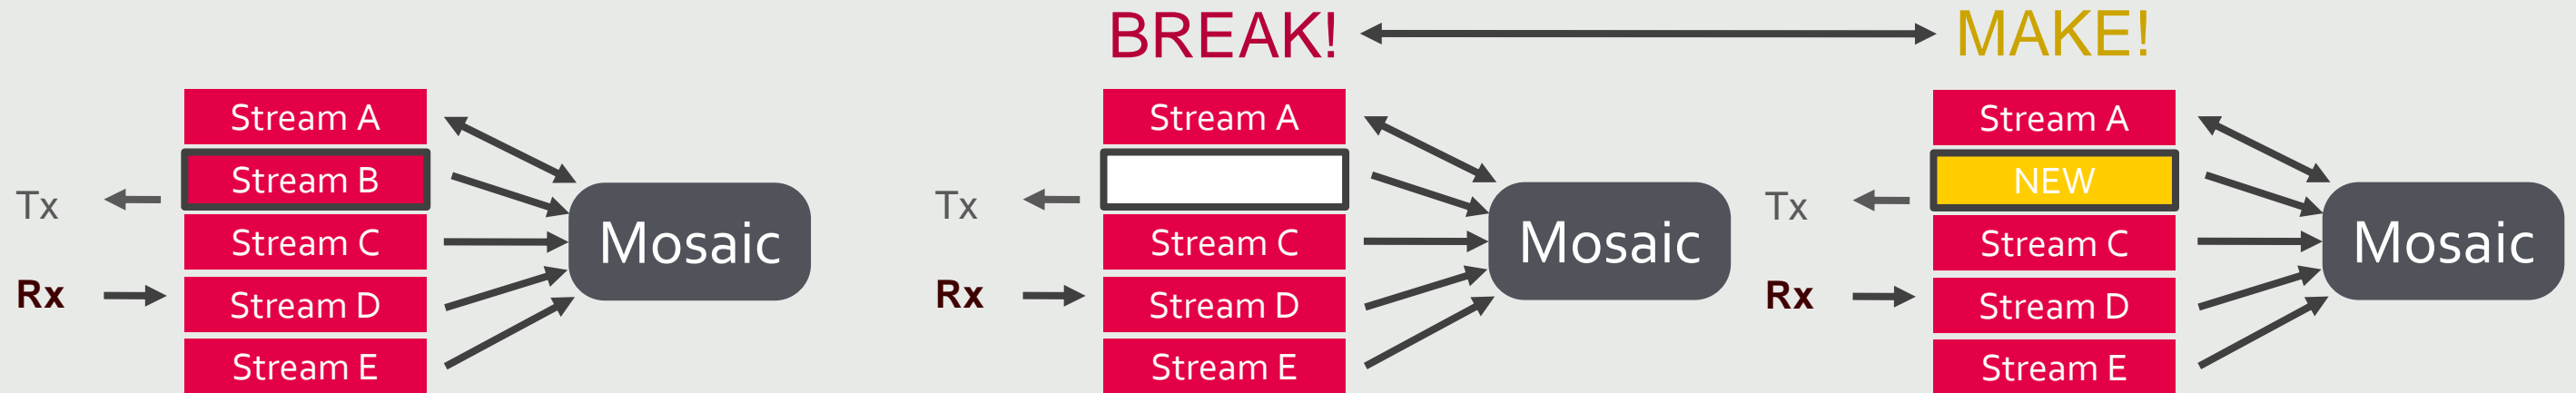 BREAK!
MAKE!
Stream A
Stream B
Stream C
Stream D
Stream E
Tx
Rx
Mosaic
Stream A
Stream C
Stream D
Stream E
Tx
Rx
Mosaic
Stream A
NEW
Stream C
Stream D
Stream E
Tx
Rx
Mosaic